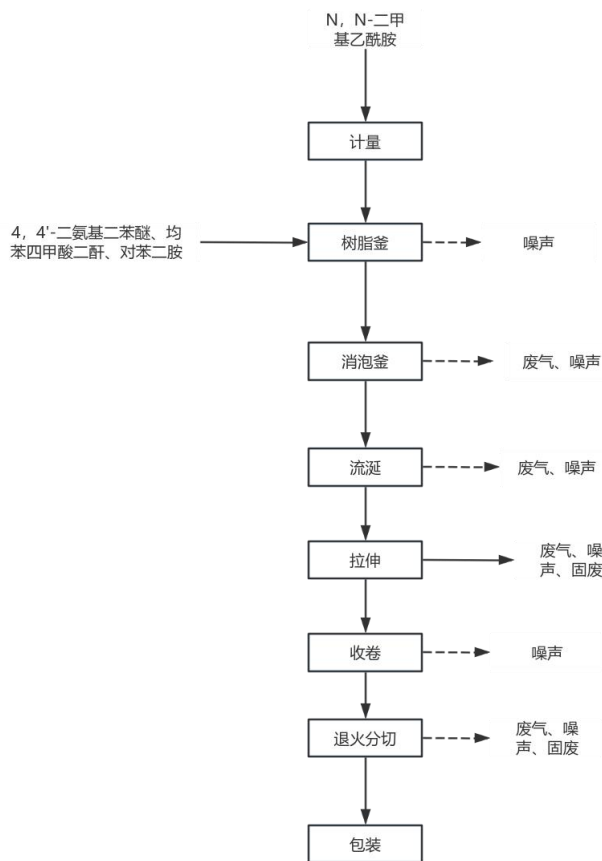 N，N-二甲
基乙酰胺
计量
4，4'-二氨基二苯醚、均
苯四甲酸二酐、对苯二胺
树脂釜
噪声
消泡釜
废气、噪声
流涎
废气、噪声
拉伸
废气、噪
声、固废
收卷
噪声
退火分切
废气、噪
声、固废
包装